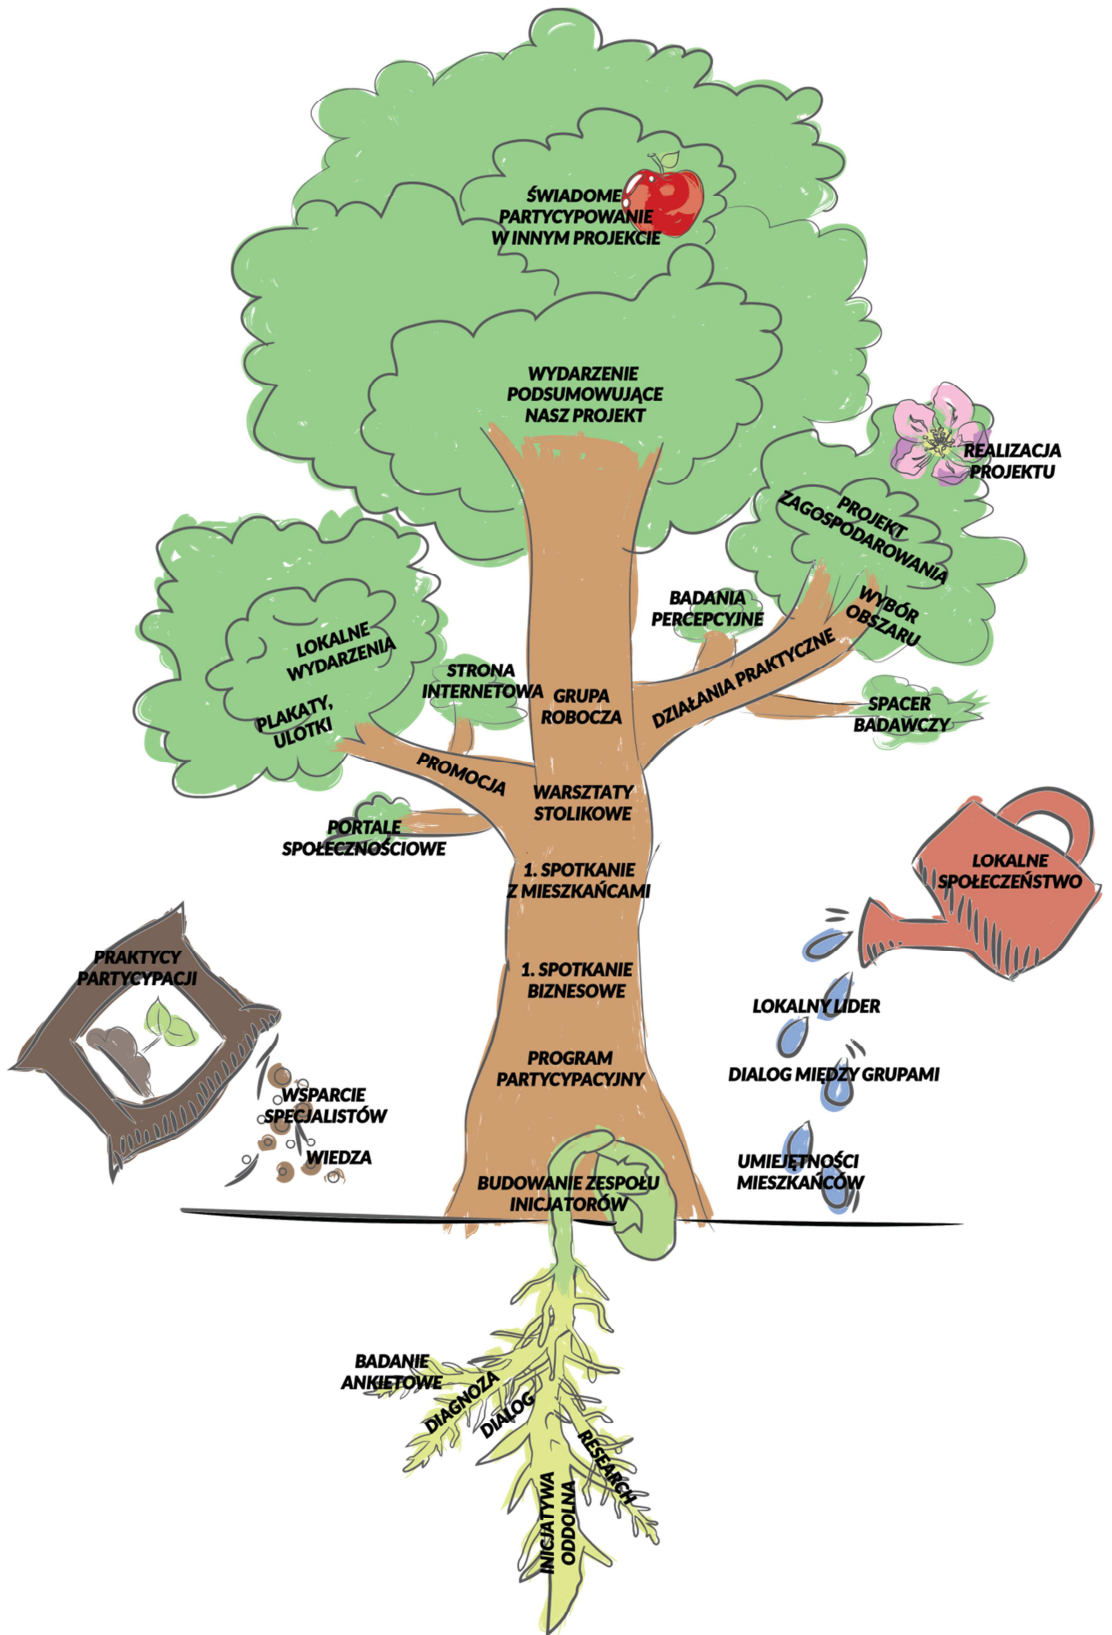 ŚWIADOME
PARTYCYPOWANIE
W INNYM PROJEKCIE
WYDARZENIE
PODSUMOWUJĄCE
NASZ PROJEKT
REALIZACJA
PROJEKTU
PROJEKT
ZAGOSPODAROWANIA
WYBÓR
OBSZARU
BADANIA
PERCEPCYJNE
DZIAŁANIA PRAKTYCZNE
SPACER
BADAWCZY
LOKALNE
WYDARZENIA
PLAKATY,
ULOTKI
STRONA
INTERNETOWA
PROMOCJA
PORTALE
SPOŁECZNOŚCIOWE
GRUPA
ROBOCZA
WARSZTATY
STOLIKOWE
1. SPOTKANIE
Z MIESZKAŃCAMI
1. SPOTKANIE
BIZNESOWE
PROGRAM
PARTYCYPACYJNY
BUDOWANIE ZESPOŁU
INICJATORÓW
PRAKTYCY
PARTYCYPACJI
WSPARCIE
SPECJALISTÓW
WIEDZA
LOKALNE
SPOŁECZEŃSTWO
LOKALNY LIDER
DIALOG MIĘDZY GRUPAMI
UMIEJĘTNOŚCI
MIESZKAŃCÓW
BADANIE
ANKIETOWE
DIAGNOZA
DIALOG
RESEARCH
INICJATYWA
ODDOLNA